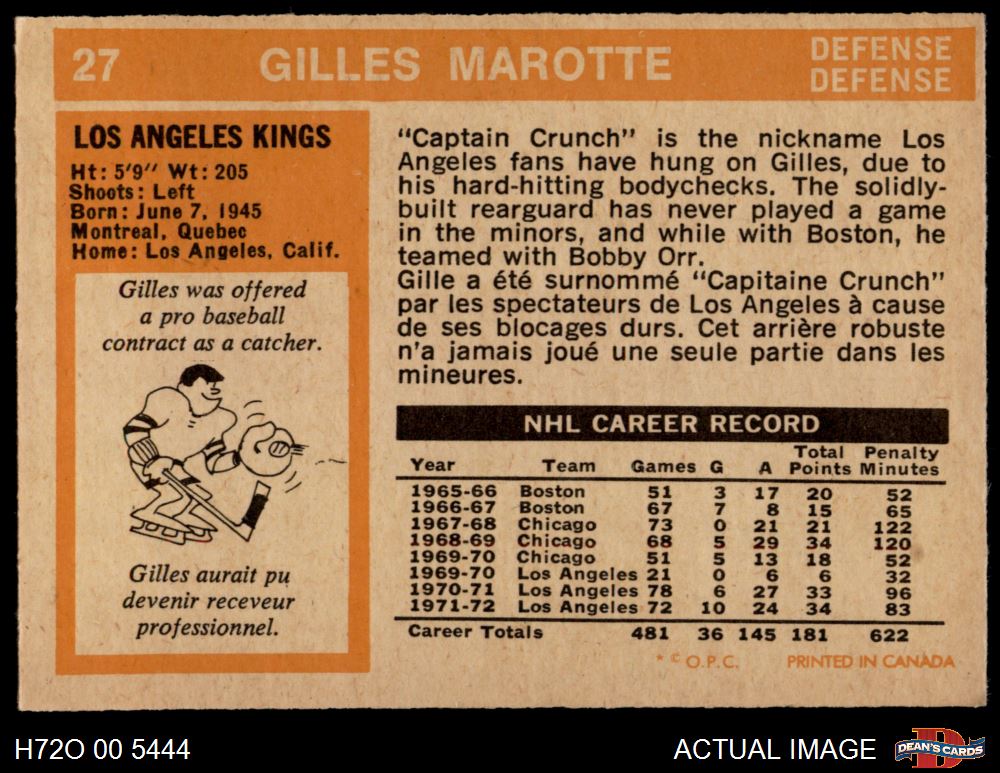 27 GILLES MAROTTE DEFENSE
DEFENSE
LOS ANGELES KINGS
Ht: 5'9" Wt: 205
Shoots: Left
Born: June 7, 1945
Montreal, Quebec
Home: Los Angeles, Calif.
Gilles was offered
a pro baseball
contract as a catcher.
Gilles aurait pu
devenir receveur
professionnel.
"Captain Crunch" is the nickname Los
Angeles fans have hung on Gilles, due to
his hard-hitting bodychecks. The solidly-
built rearguard has never played a game
in the minors, and while with Boston, he
teamed with Bobby Orr.
Gille a été surnommé "Capitaine Crunch"
par les spectateurs de Los Angeles à cause
de ses blocages durs. Cet arrière robuste
n'a jamais joué une seule partie dans les
mineures.
NHL CAREER RECORD
Total Penalty
Year Team Games G A Points Minutes
1965-66 Boston 51 3 17 20 52
1966-67 Boston 67 7 8 15 65
1967-68 Chicago 73 0 21 21 122
1968-69 Chicago 68 5 29 34 120
1969-70 Chicago 51 5 13 18 52
1969-70 Los Angeles 21 0 6 6 32
1970-71 Los Angeles 78 6 27 33 96
1971-72 Los Angeles 72 10 24 34 83
Career Totals 481 36 145 181 622
* © O.P.C. PRINTED IN CANADA
H72O 00 5444 ACTUAL IMAGE DEAN'S CARDS